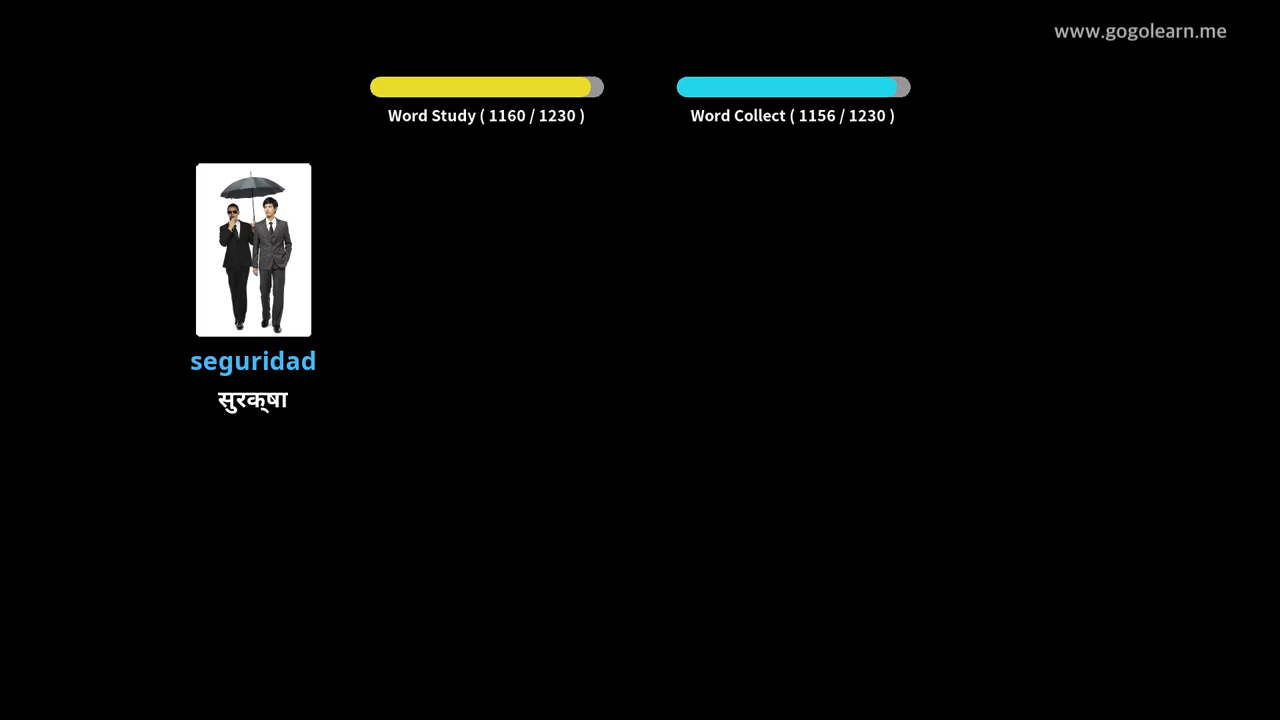 www.gogolearn.me
Word Study ( 1160 / 1230 )
Word Collect ( 1156 / 1230 )
seguridad
सुरक्षा